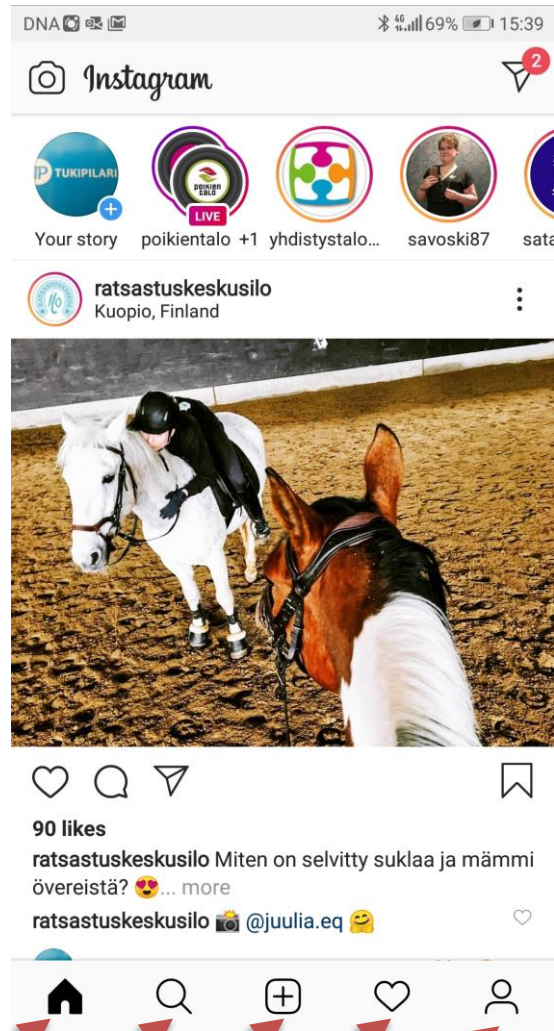 DNA 4G 69% 15:39
Instagram 2
TUKIPILARI
POIKIEN
TALO
LIVE
Your story poikientalo +1 yhdistystalo... savoski87 sata
ratsastuskeskusilo
Kuopio, Finland
90 likes
ratsastuskeskusilo Miten on selvitty suklaa ja mämmi
övereistä? 😍... more
ratsastuskeskusilo 📸 @juulia.eq 🤗